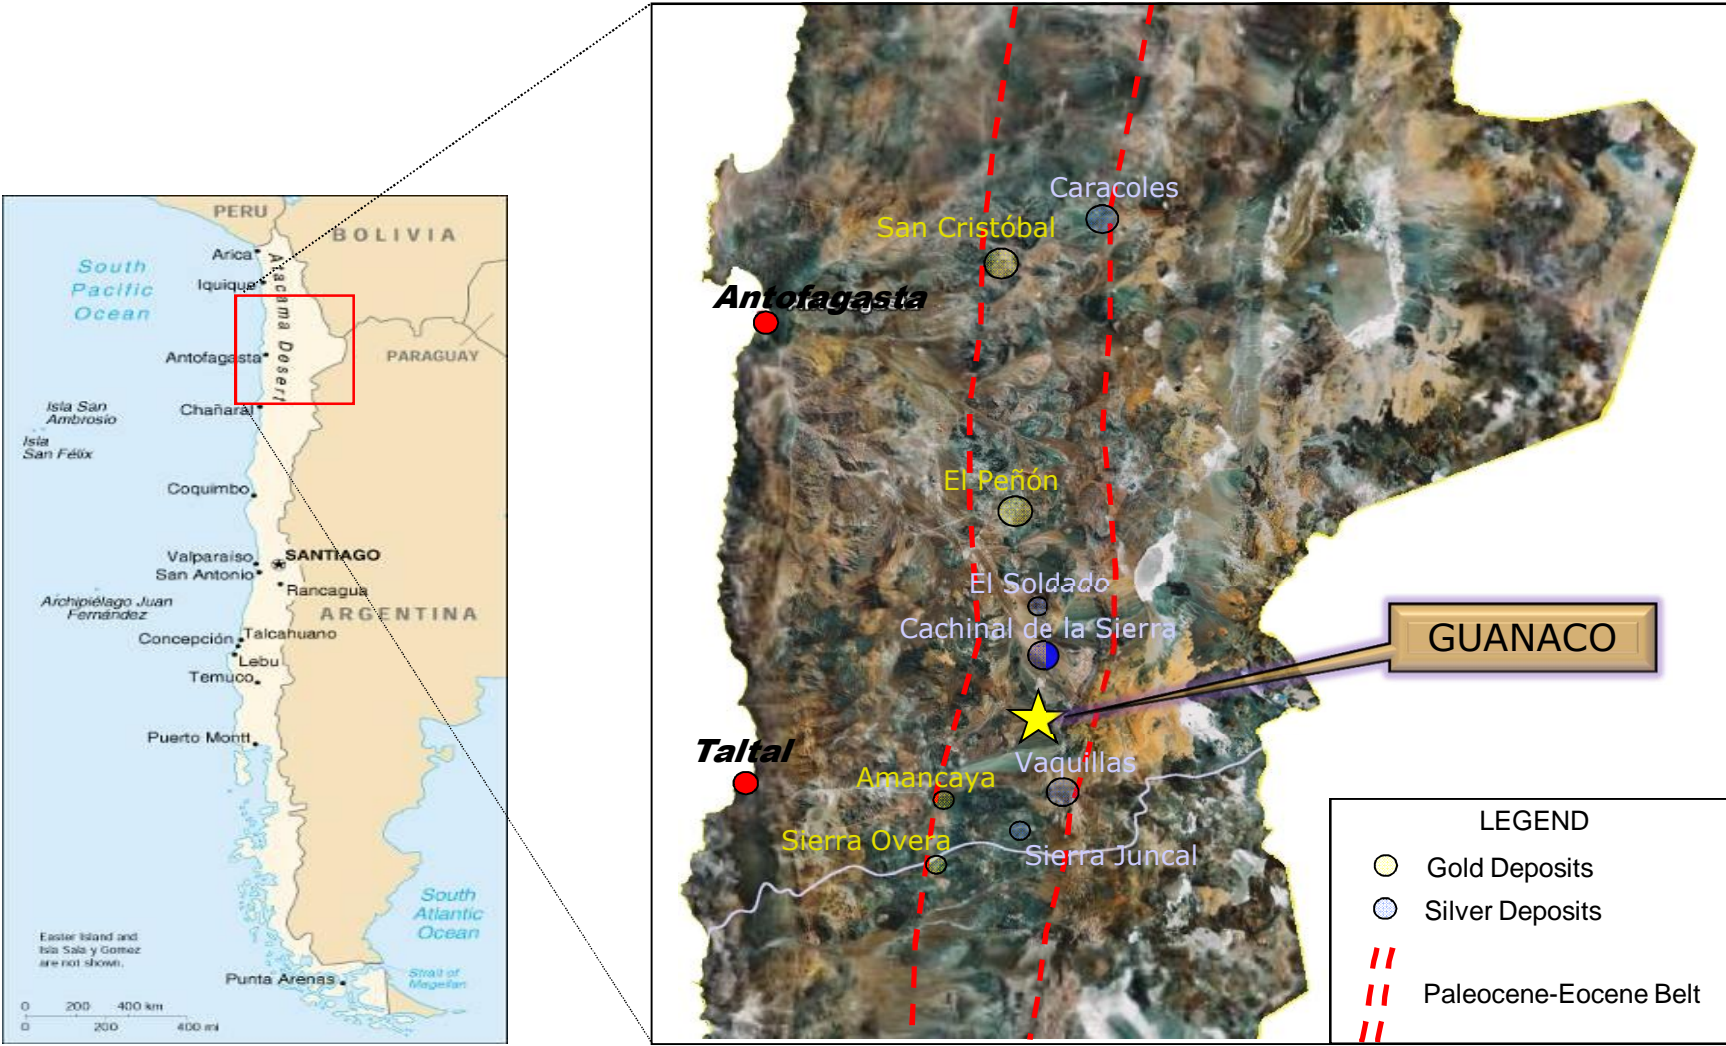 PERU
BOLIVIA
Arica
South
Pacific
Ocean
Iquique
Atacama Desert
Antofagasta
PARAGUAY
Isla San
Ambrosio
Chañaral
Isla
San Félix
Coquimbo
Valparaíso
SANTIAGO
San Antonio
Rancagua
Archipiélago Juan
Fernández
ARGENTINA
Concepción
Talcahuano
Lebu
Temuco
Puerto Montt
South
Atlantic
Ocean
Easter Island and
Isla Sala y Gomez
are not shown.
Punta Arenas
Strait of
Magellan
0 200 400 km
0 200 400 mi
Caracoles
San Cristóbal
Antofagasta
El Peñón
El Soldado
Cachinal de la Sierra
GUANACO
Taltal
Vaquillas
Amancaya
Sierra Overa
Sierra Juncal
LEGEND
Gold Deposits
Silver Deposits
Paleocene-Eocene Belt